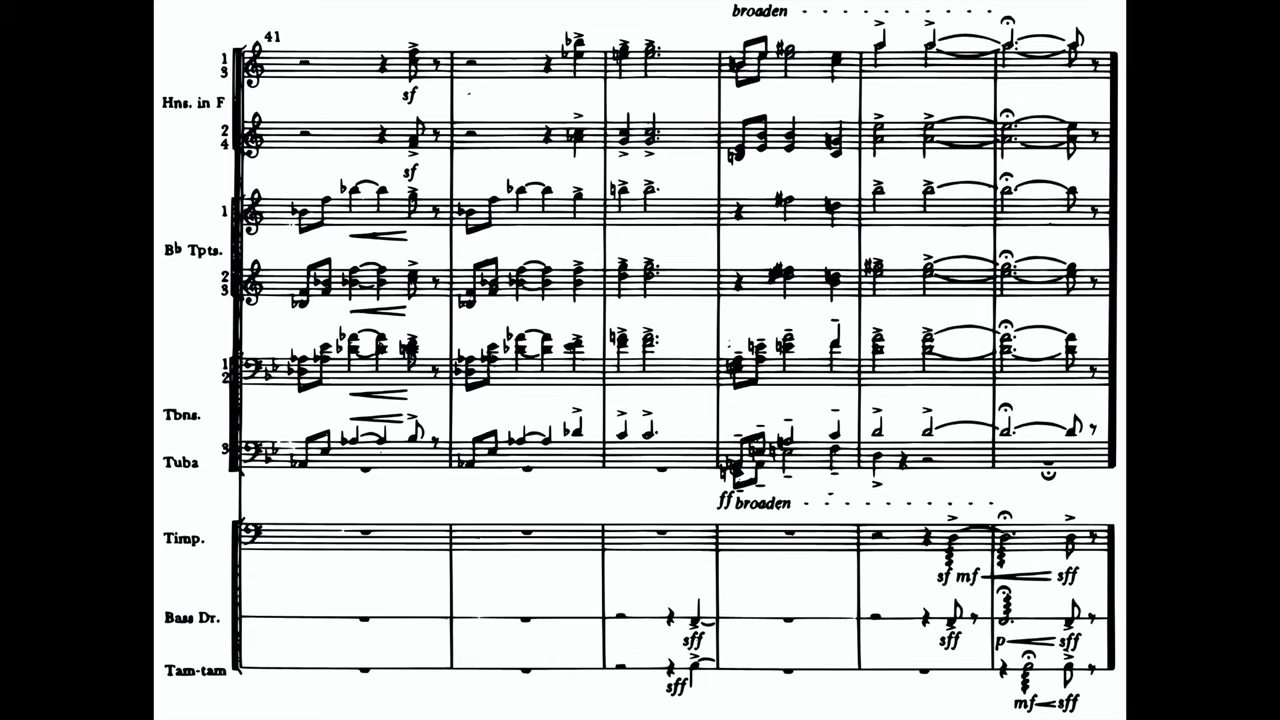 broaden
41
1
3
Hns. in F
sf
2
4
sf
1
B♭ Tpts.
2
3
1
2
Tbns.
3
Tuba
ff broaden
Timp.
sf mf sff
Bass Dr.
sff sff p sff
Tam-tam
sff mf sff